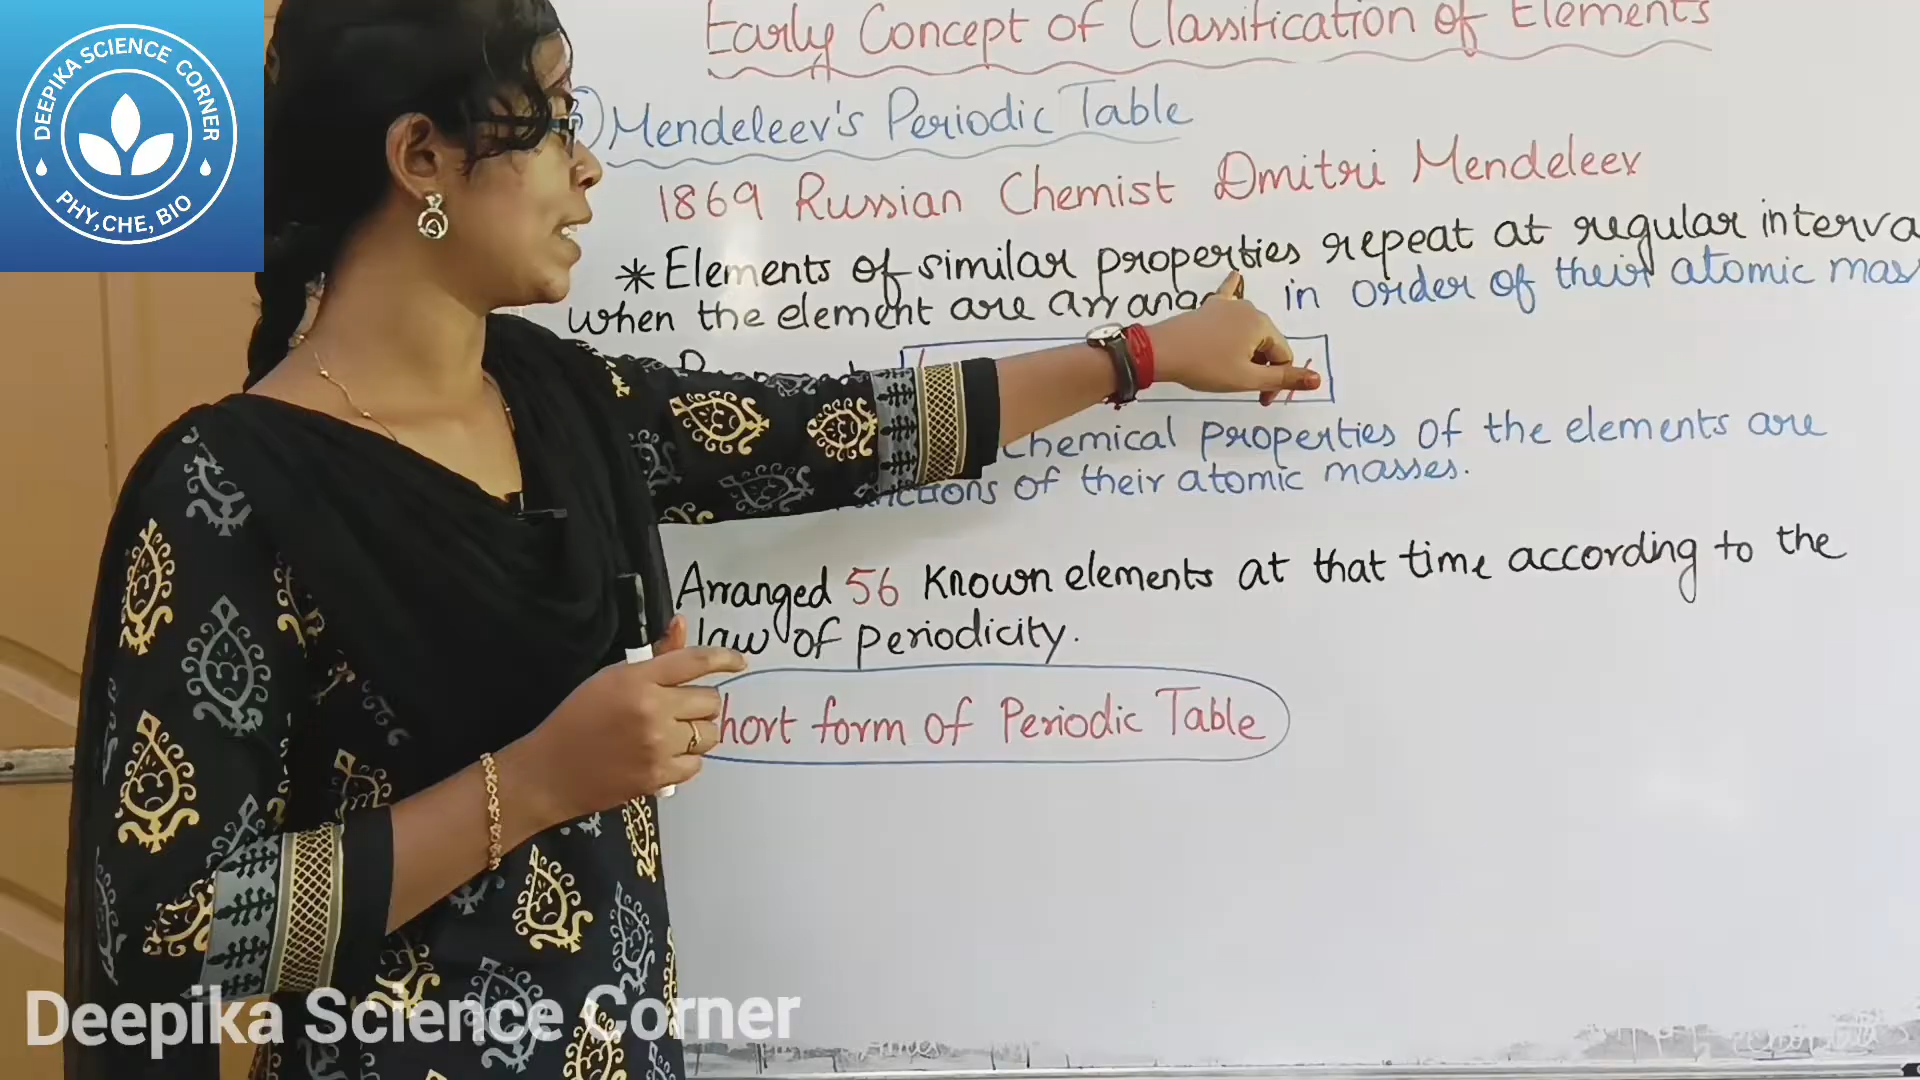 DEEPIKA SCIENCE CORNER
PHY,CHE, BIO
Early Concept of Classification of Elements
Mendeleev's Periodic Table
1869 Russian Chemist Dmitri Mendeleev
* Elements of similar properties repeat at regular interva
when the element are in order of their atomic mas
chemical properties of the elements are
of their atomic masses.
Arranged 56 Known elements at that time according to the
law of periodicity.
hort form of Periodic Table
Deepika Science Corner